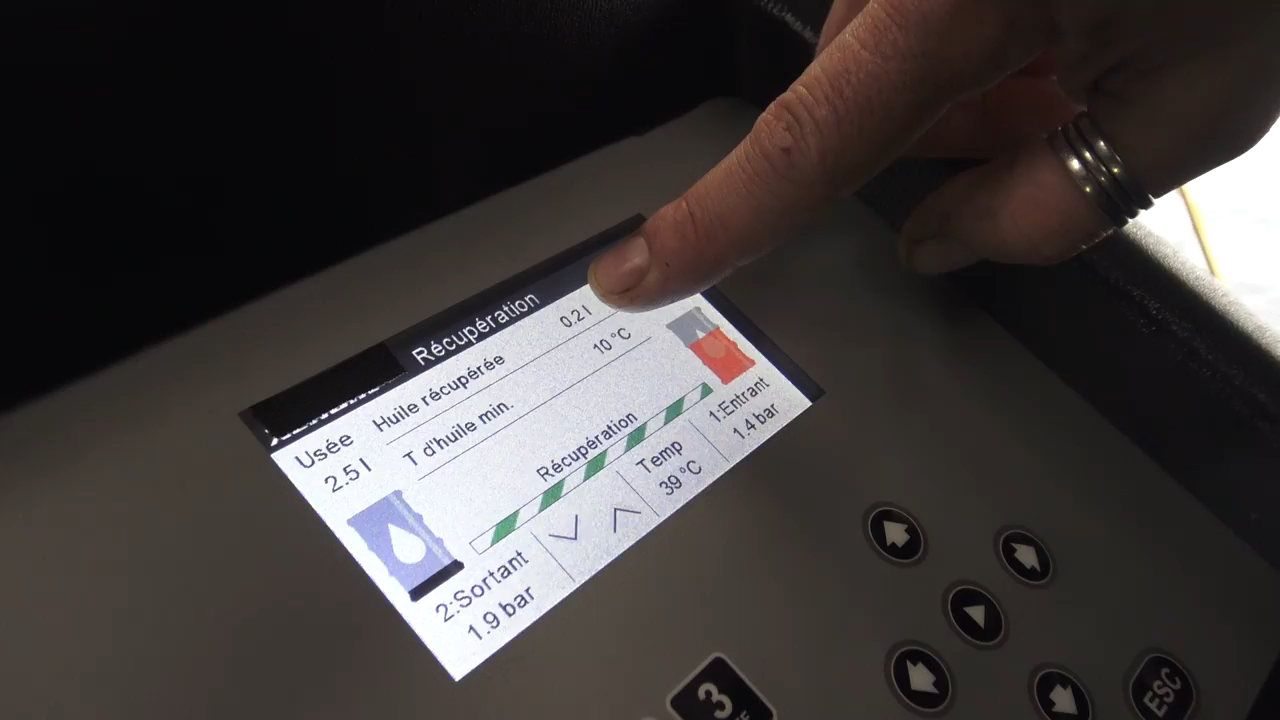 Récupération
Usée
2.5 l
Huile récupérée
0.2 l
T d'huile min.
10 °C
Récupération
2:Sortant
1.9 bar
Temp
39 °C
1:Entrant
1.4 bar
3
ESC